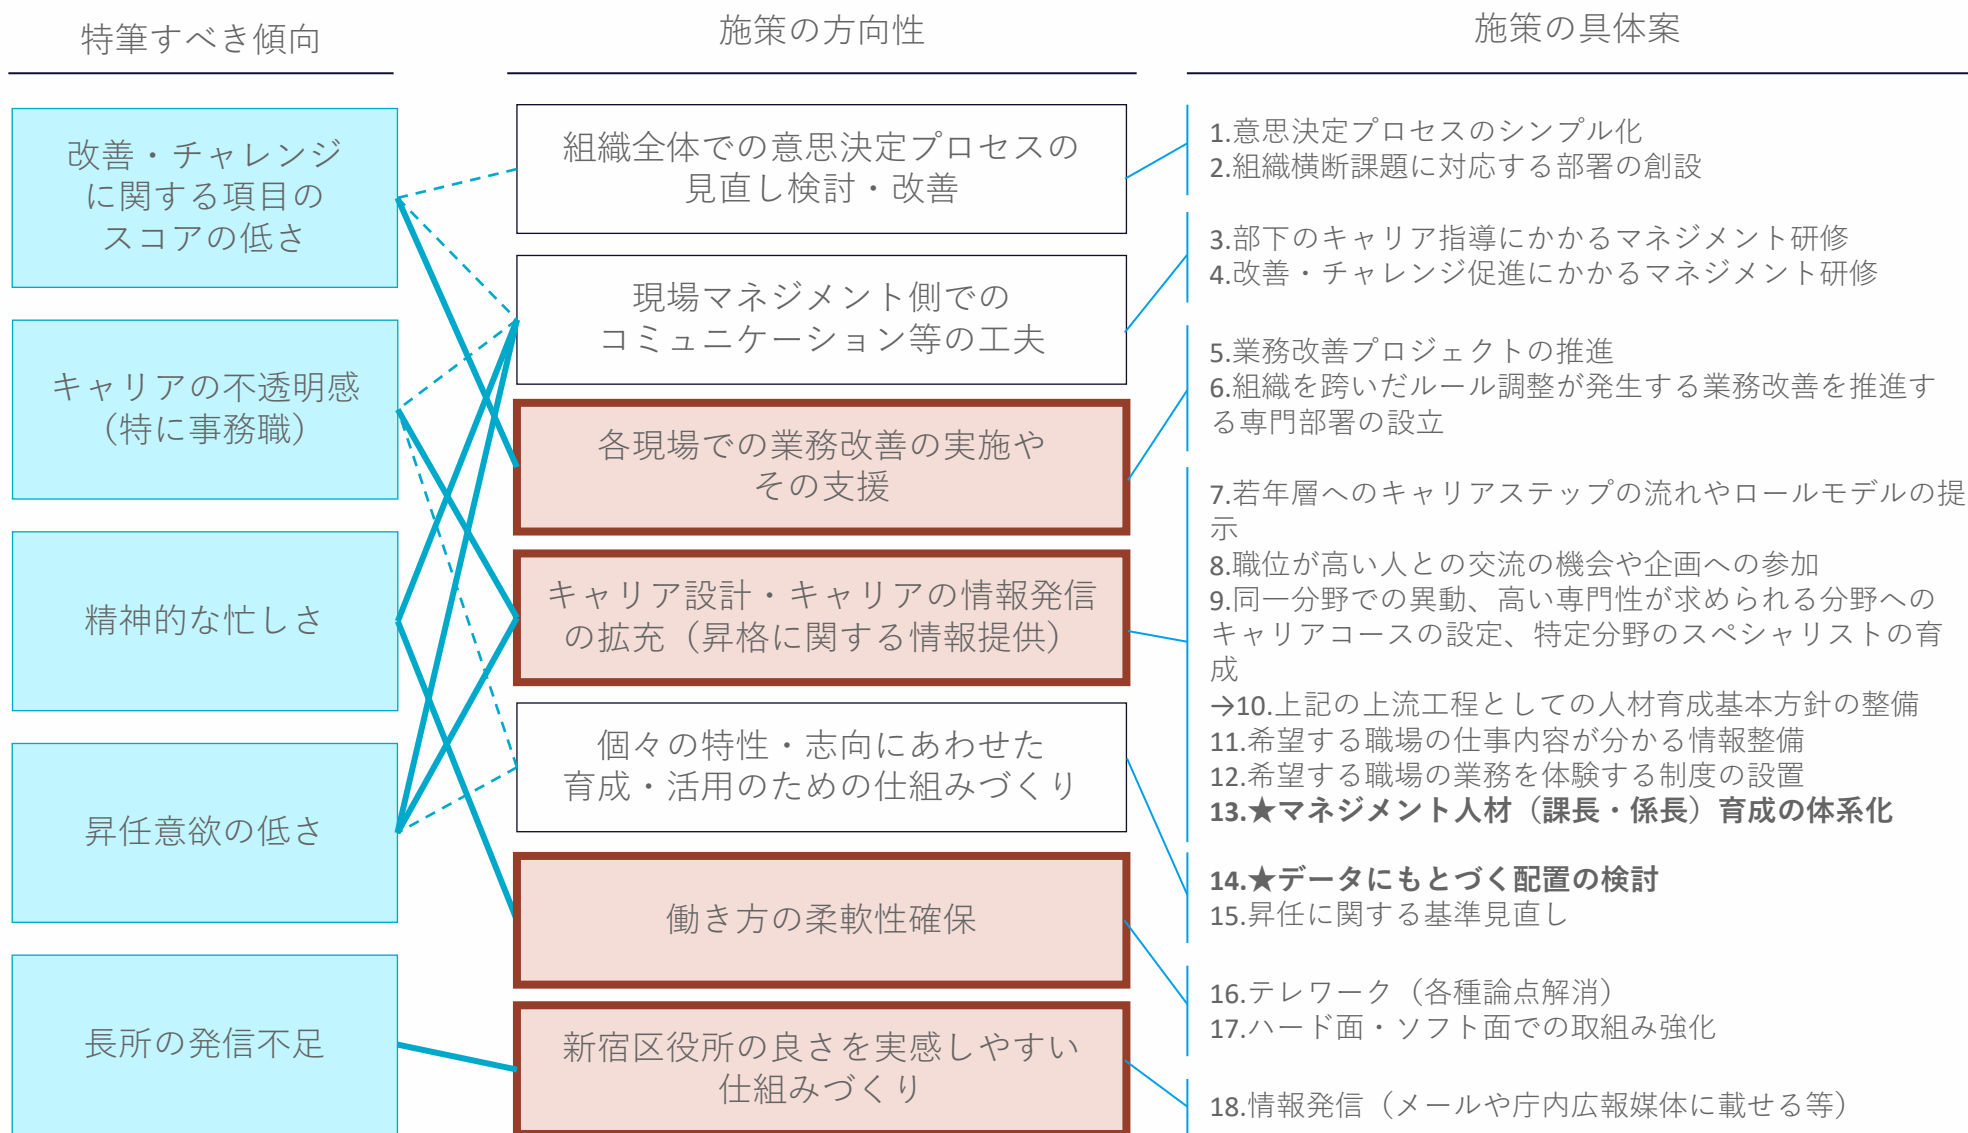 特筆すべき傾向
施策の方向性
施策の具体案
改善・チャレンジ
に関する項目の
スコアの低さ
キャリアの不透明感
（特に事務職）
精神的な忙しさ
昇任意欲の低さ
長所の発信不足
組織全体での意思決定プロセスの
見直し検討・改善
現場マネジメント側での
コミュニケーション等の工夫
各現場での業務改善の実施や
その支援
キャリア設計・キャリアの情報発信
の拡充（昇格に関する情報提供）
個々の特性・志向にあわせた
育成・活用のための仕組みづくり
働き方の柔軟性確保
新宿区役所の良さを実感しやすい
仕組みづくり
1.意思決定プロセスのシンプル化
2.組織横断課題に対応する部署の創設
3.部下のキャリア指導にかかるマネジメント研修
4.改善・チャレンジ促進にかかるマネジメント研修
5.業務改善プロジェクトの推進
6.組織を跨いだルール調整が発生する業務改善を推進す
る専門部署の設立
7.若年層へのキャリアステップの流れやロールモデルの提
示
8.職位が高い人との交流の機会や企画への参加
9.同一分野での異動、高い専門性が求められる分野への
キャリアコースの設定、特定分野のスペシャリストの育
成
→10.上記の上流工程としての人材育成基本方針の整備
11.希望する職場の仕事内容が分かる情報整備
12.希望する職場の業務を体験する制度の設置
13.★マネジメント人材（課長・係長）育成の体系化
14.★データにもとづく配置の検討
15.昇任に関する基準見直し
16.テレワーク（各種論点解消）
17.ハード面・ソフト面での取組み強化
18.情報発信（メールや庁内広報媒体に載せる等）